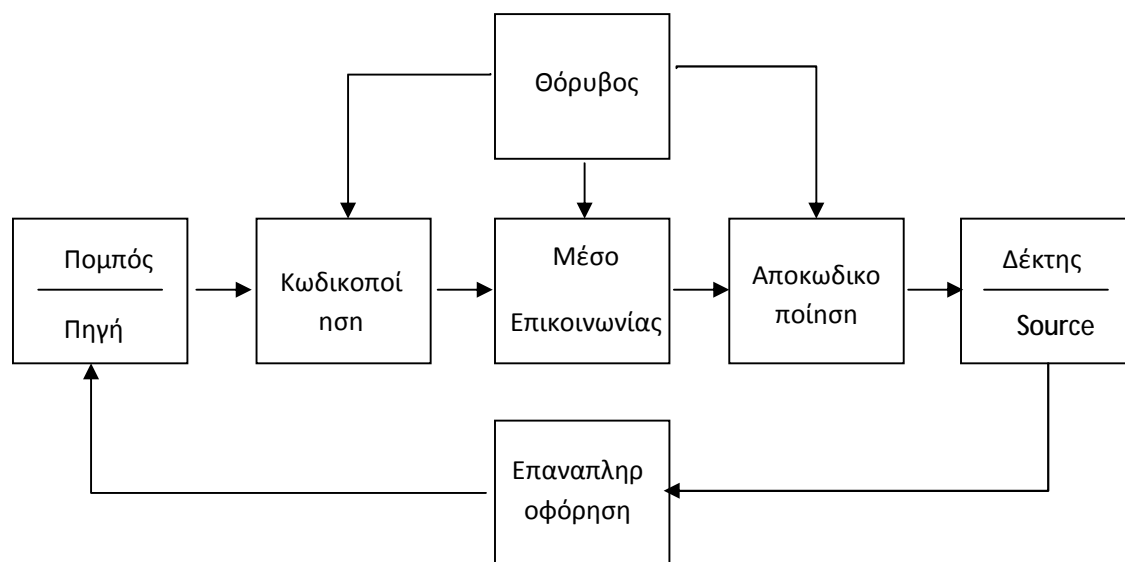 Θόρυβος
Πομπός
Πηγή
Κωδικοποί
ηση
Μέσο
Επικοινωνίας
Αποκωδικο
ποίηση
Δέκτης
Source
Επαναπληρ
οφόρηση